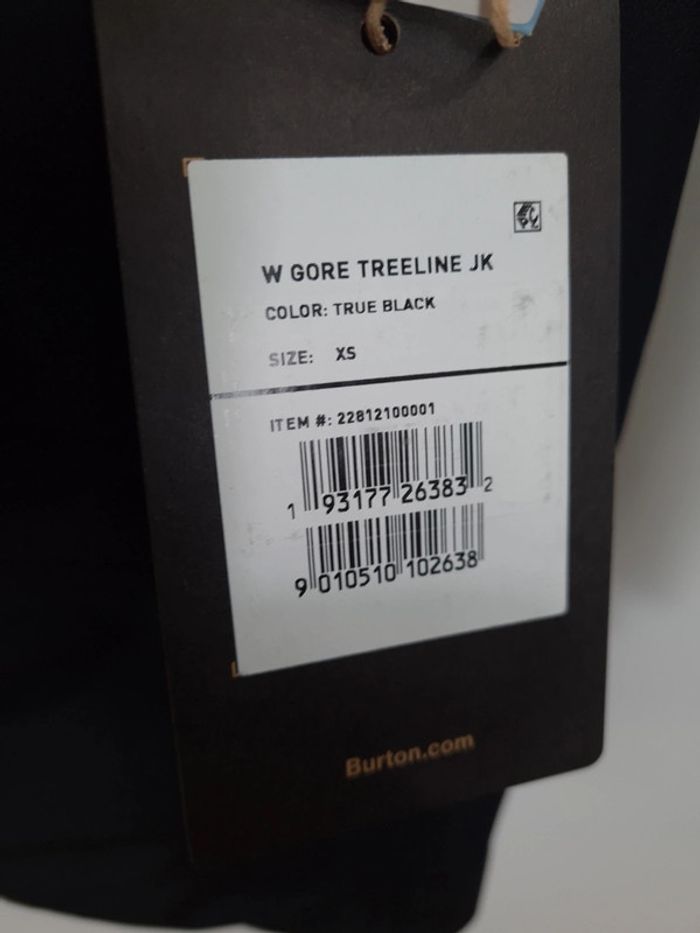 W GORE TREELINE JK
COLOR: TRUE BLACK
SIZE: XS
ITEM #: 22812100001
1 93177 26383 2
9 010510 102638
Burton.com